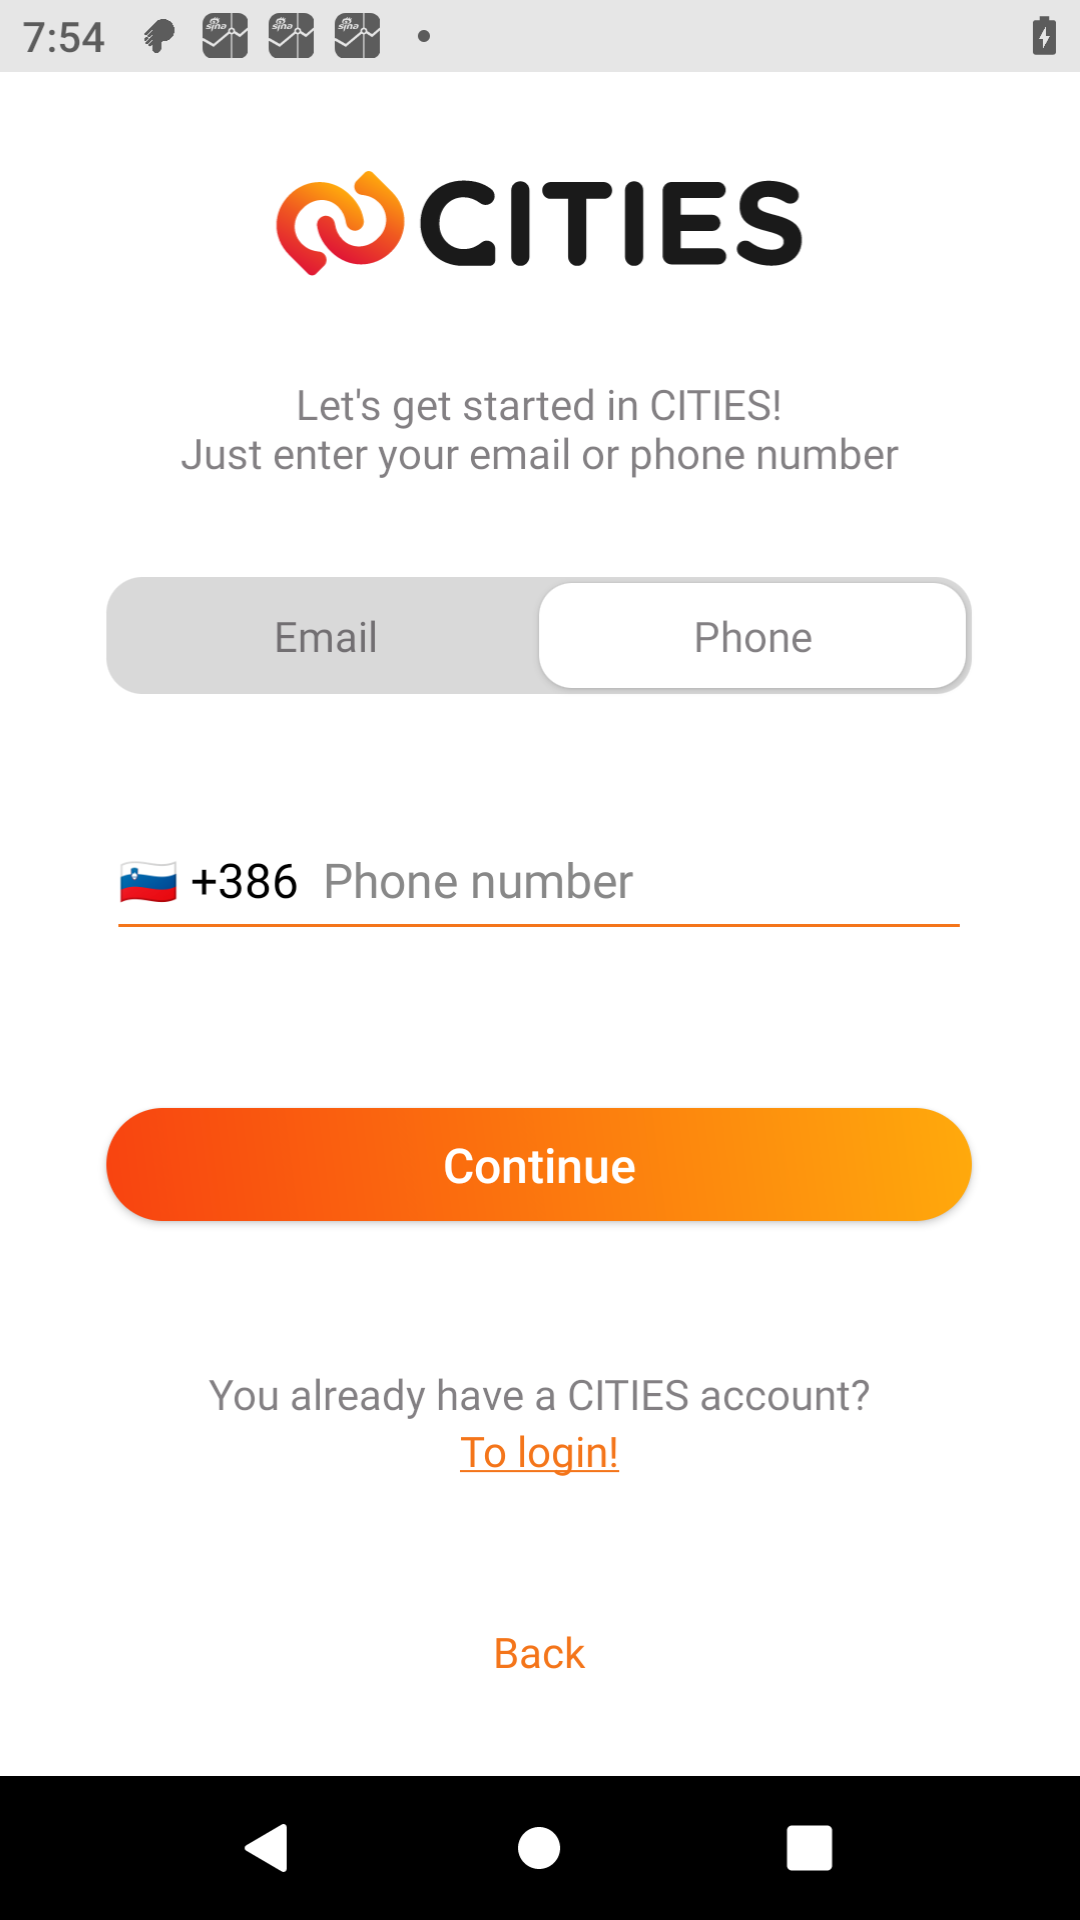 7:54
CITIES
Let's get started in CITIES!
Just enter your email or phone number
Email
Phone
+386 Phone number
Continue
You already have a CITIES account?
To login!
Back